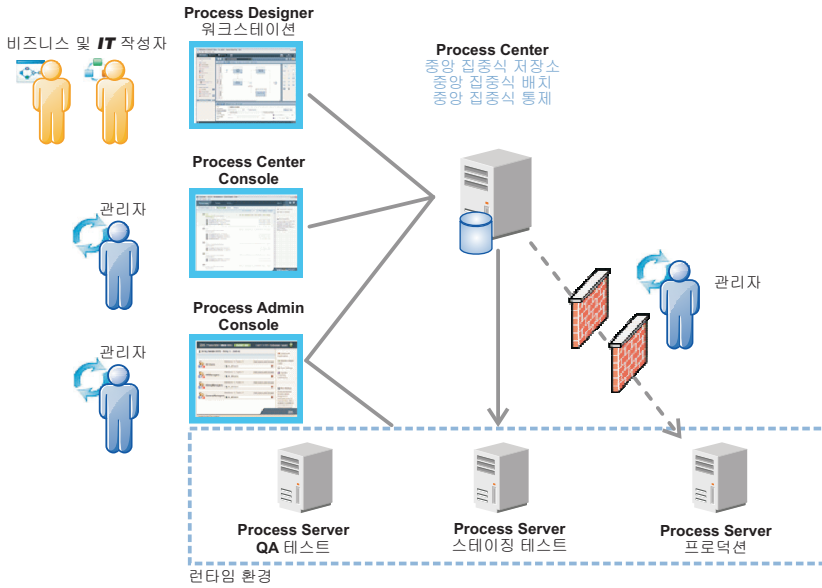 Process Designer
워크스테이션
비즈니스 및 IT 작성자
Process Center
중앙 집중식 저장소
중앙 집중식 배치
중앙 집중식 통제
Process Center
Console
관리자
관리자
Process Admin
Console
관리자
Process Server
QA 테스트
Process Server
스테이징 테스트
Process Server
프로덕션
런타임 환경